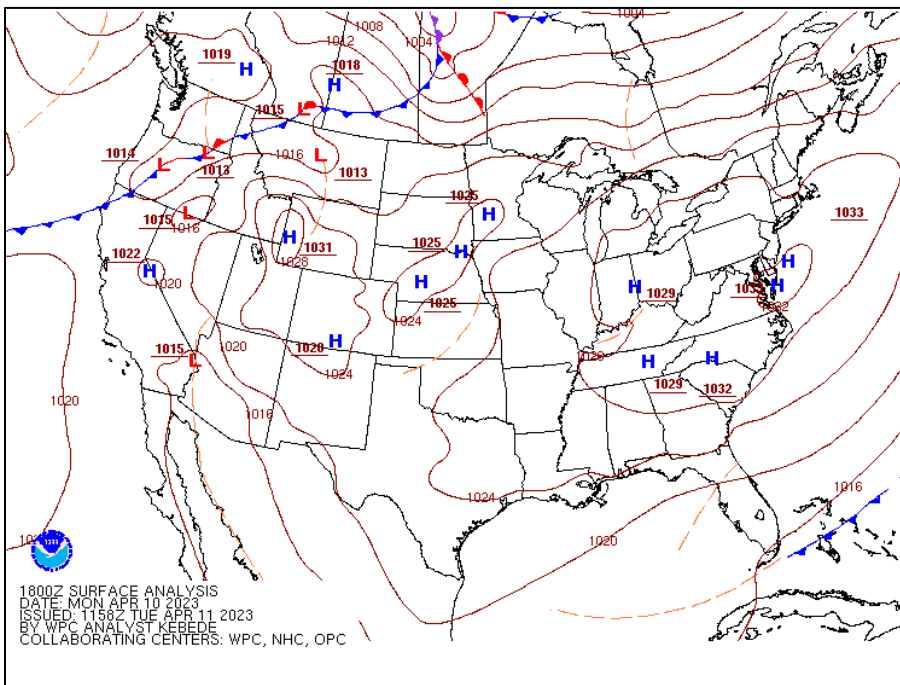 1004
1008
1012
1004
1019
1018
1015
1014
1013
1016
1013
1015
1016
1035
1033
1031
1025
1022
1028
1020
1025
1029
1032
1024
1020
1028
1020
1015
1024
1029
1032
1020
1016
1024
1016
1020
1800Z SURFACE ANALYSIS
DATE: MON APR 10 2023
ISSUED: 1158Z TUE APR 11 2023
BY WPC ANALYST KEBEDE
COLLABORATING CENTERS: WPC, NHC, OPC
H
H
L
L
L
L
L
H
H
H
H
H
H
H
H
H
H
H
L